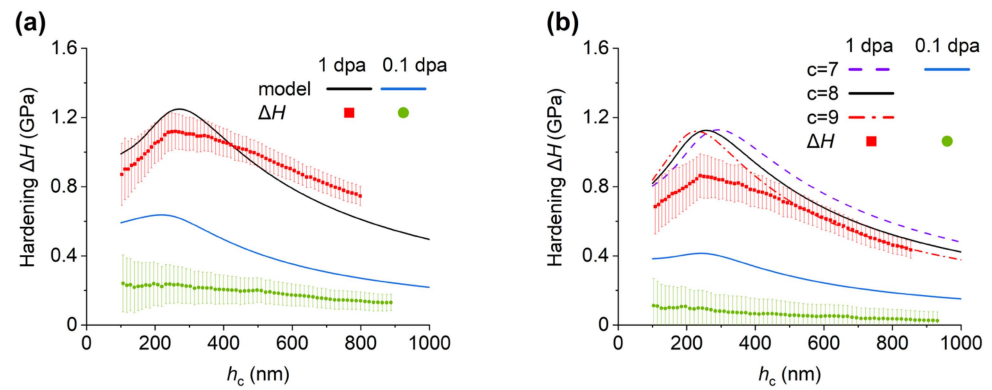 (a)
1 dpa 0.1 dpa
model
ΔH
Hardening ΔH (GPa)
1.6
1.2
0.8
0.4
0
0 200 400 600 800 1000
hc (nm)
(b)
1 dpa 0.1 dpa
c=7
c=8
c=9
ΔH
Hardening ΔH (GPa)
1.6
1.2
0.8
0.4
0
0 200 400 600 800 1000
hc (nm)